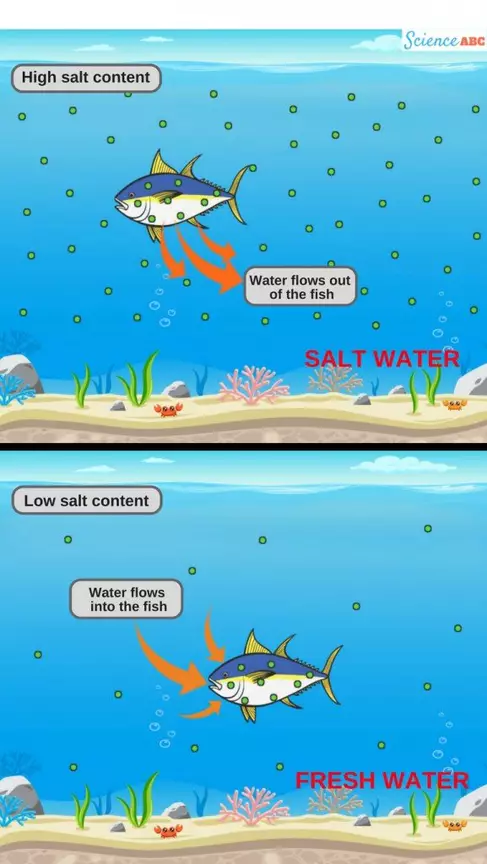 Science ABC
High salt content
Water flows out
of the fish
SALT WATER
Low salt content
Water flows
into the fish
FRESH WATER